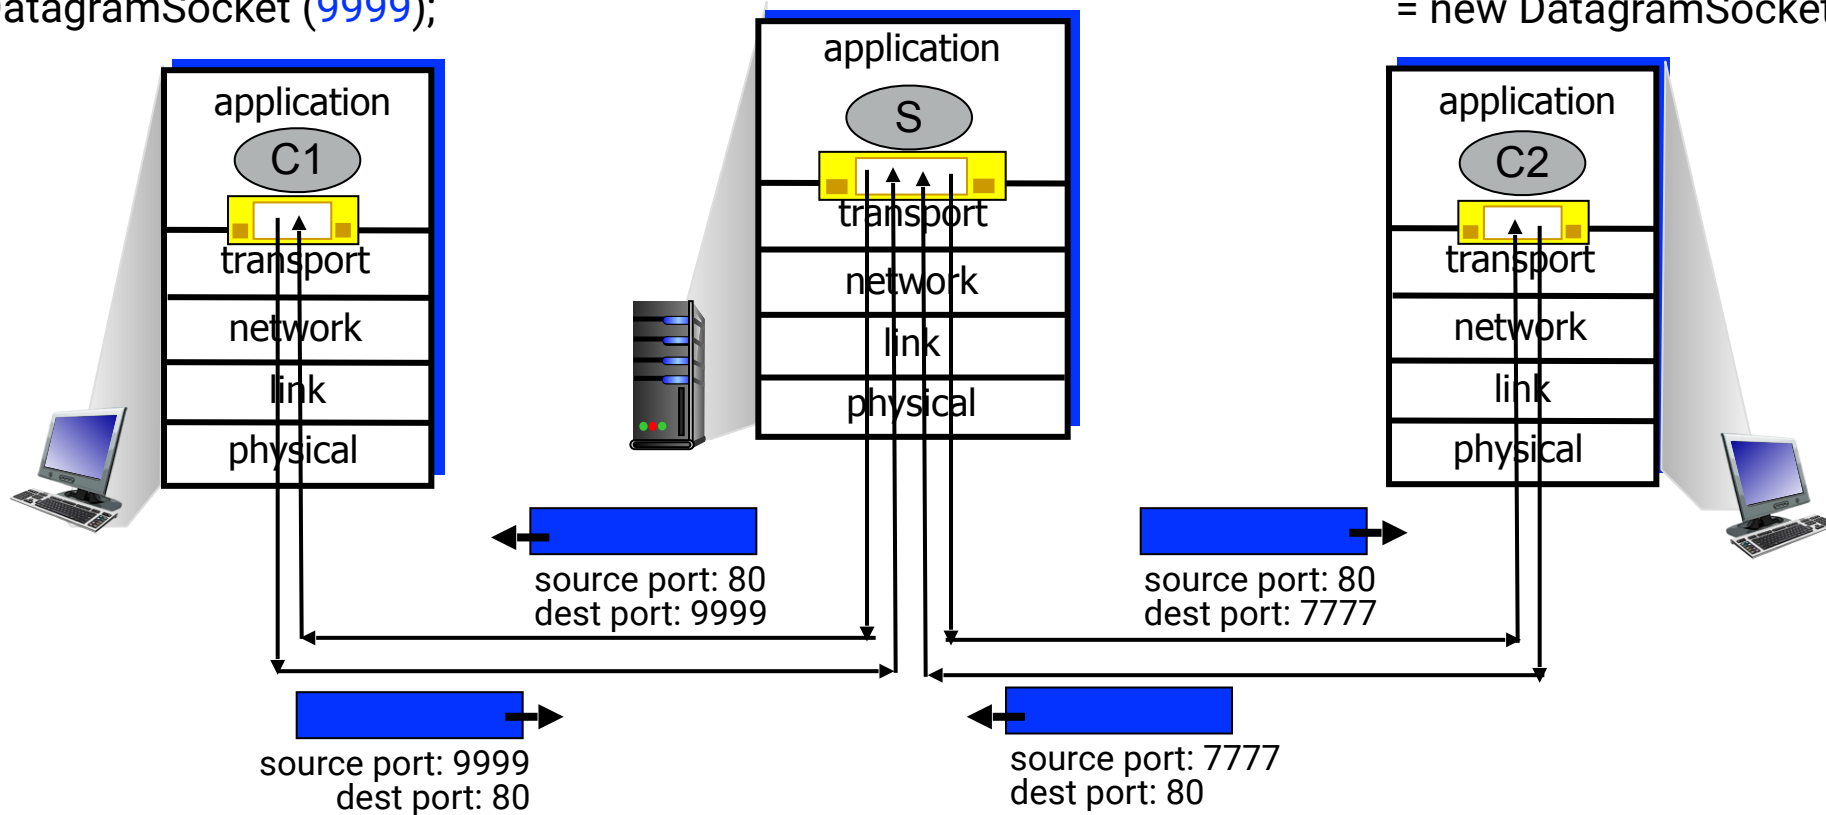 DatagramSocket (9999);
= new DatagramSocket
application
C1
transport
network
link
physical
application
S
transport
network
link
physical
application
C2
transport
network
link
physical
source port: 80
dest port: 9999
source port: 80
dest port: 7777
source port: 9999
dest port: 80
source port: 7777
dest port: 80